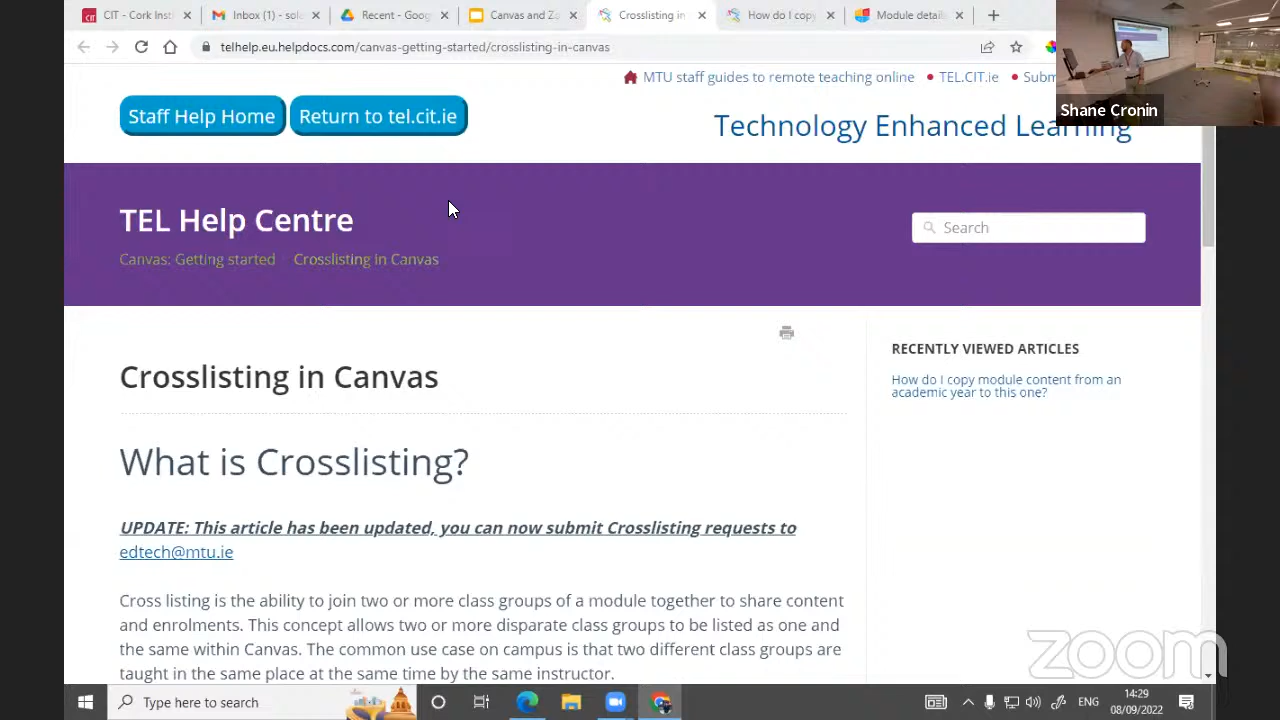 CIT - Cork Inst
Inbox (1) - sol
Recent - Goog
Canvas and Zo
Crosslisting in
How do I copy
Module detail
telhelp.eu.helpdocs.com/canvas-getting-started/crosslisting-in-canvas
MTU staff guides to remote teaching online • TEL.CIT.ie • Subm
Shane Cronin
Staff Help Home
Return to tel.cit.ie
Technology Enhanced Learning
TEL Help Centre
Search
Canvas: Getting started
Crosslisting in Canvas
Crosslisting in Canvas
RECENTLY VIEWED ARTICLES
How do I copy module content from an
academic year to this one?
What is Crosslisting?
UPDATE: This article has been updated, you can now submit Crosslisting requests to
edtech@mtu.ie
Cross listing is the ability to join two or more class groups of a module together to share content
and enrolments. This concept allows two or more disparate class groups to be listed as one and
the same within Canvas. The common use case on campus is that two different class groups are
taught in the same place at the same time by the same instructor.
zoom
Type here to search
ENG
14:29
08/09/2022